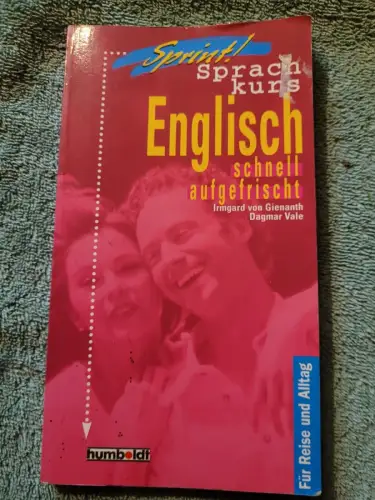 Sprint!
Sprach
kurs
Englisch
schnell
aufgefrischt
Irmgard von Gienanth
Dagmar Vale
Für Reise und Alltag
humboldt